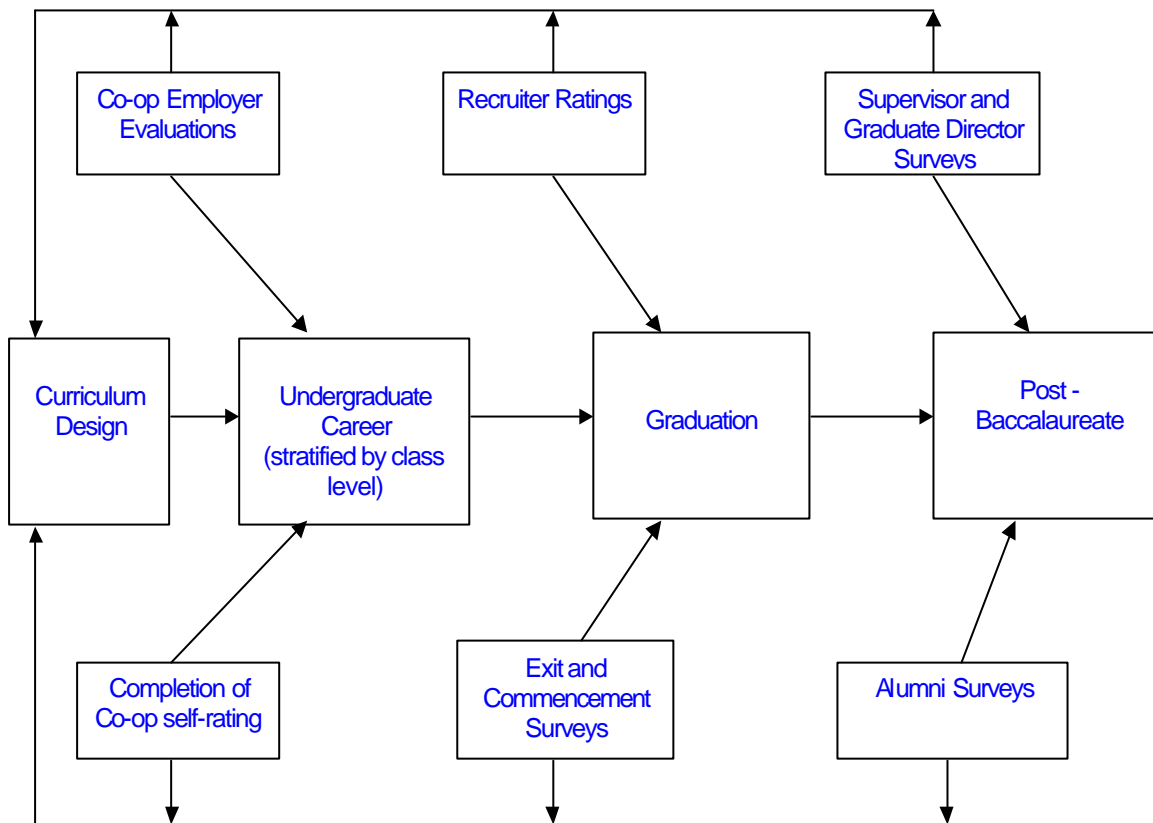 Co-op Employer
Evaluations
Recruiter Ratings
Supervisor and
Graduate Director
Surveys
Curriculum
Design
Undergraduate
Career
(stratified by class
level)
Graduation
Post -
Baccalaureate
Completion of
Co-op self-rating
Exit and
Commencement
Surveys
Alumni Surveys